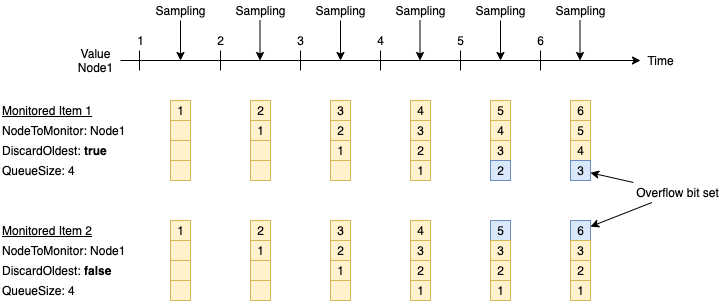 Sampling Sampling Sampling Sampling Sampling Sampling
1 2 3 4 5 6
Value
Node1
Time
Monitored Item 1 1 2 3 4 5 6
NodeToMonitor: Node1 1 2 3 4 5
DiscardOldest: true 1 2 3 4
QueueSize: 4 1 2 3
Overflow bit set
Monitored Item 2 1 2 3 4 5 6
NodeToMonitor: Node1 1 2 3 3 3
DiscardOldest: false 1 2 2 2
QueueSize: 4 1 1 1